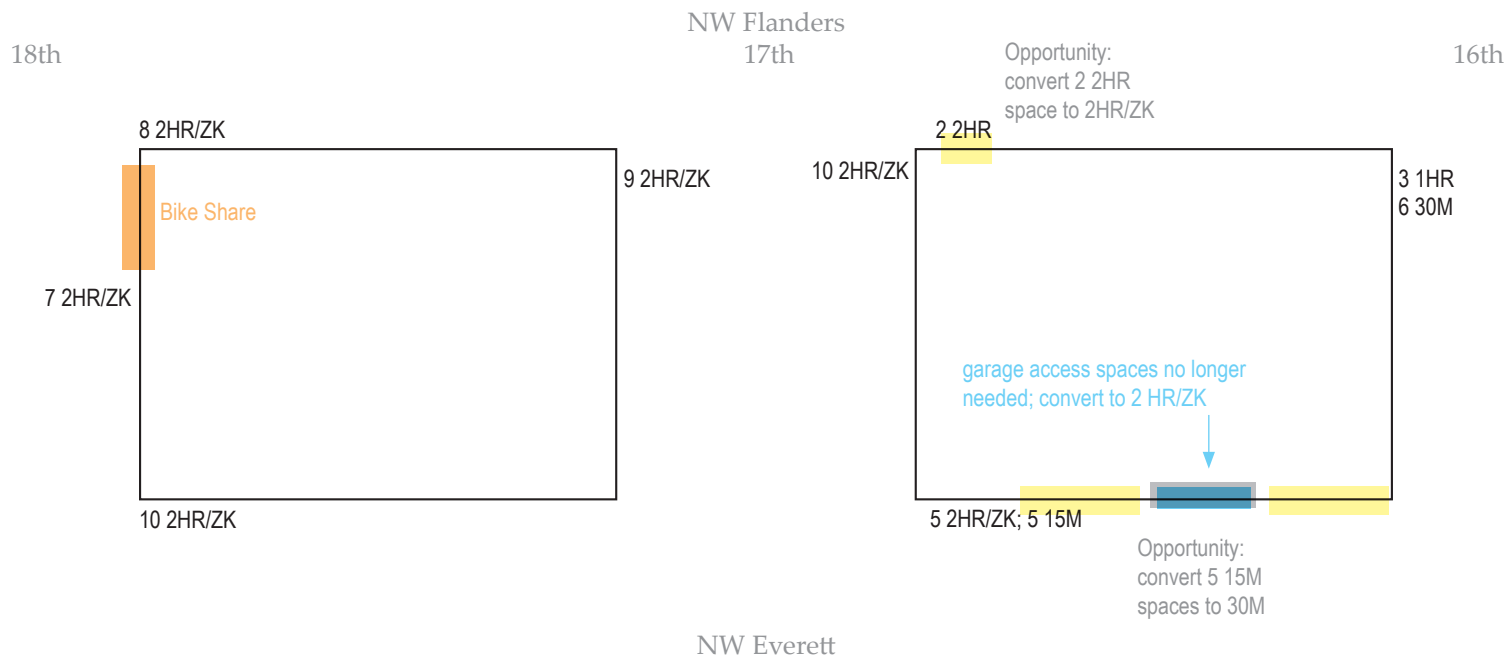 NW Flanders
18th
17th
16th
Opportunity:
convert 2 2HR
space to 2HR/ZK
8 2HR/ZK
2 2HR
10 2HR/ZK
9 2HR/ZK
3 1HR
6 30M
Bike Share
7 2HR/ZK
garage access spaces no longer
needed; convert to 2 HR/ZK
10 2HR/ZK
5 2HR/ZK; 5 15M
Opportunity:
convert 5 15M
spaces to 30M
NW Everett